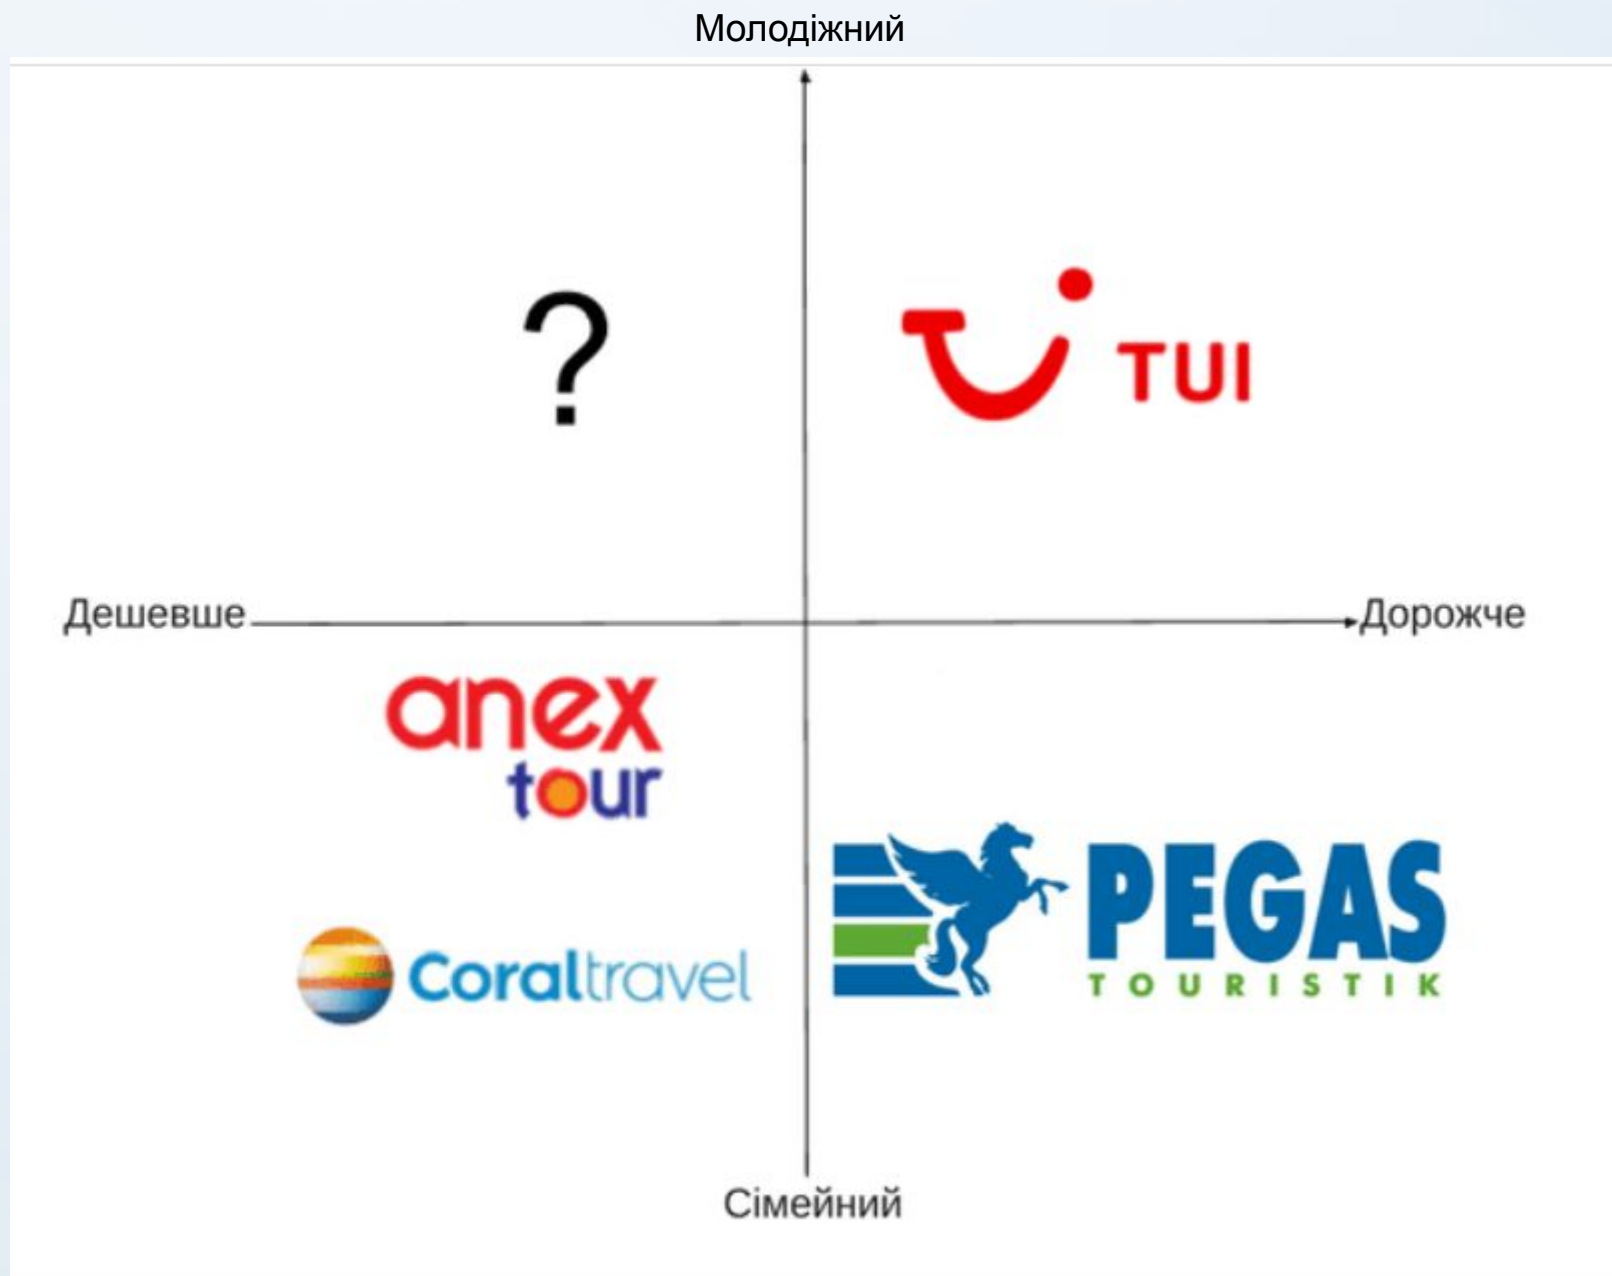 Молодіжний
?
TUI
Дешевше
Дорожче
anex
tour
PEGAS
TOURISTIK
Coraltravel
Сімейний